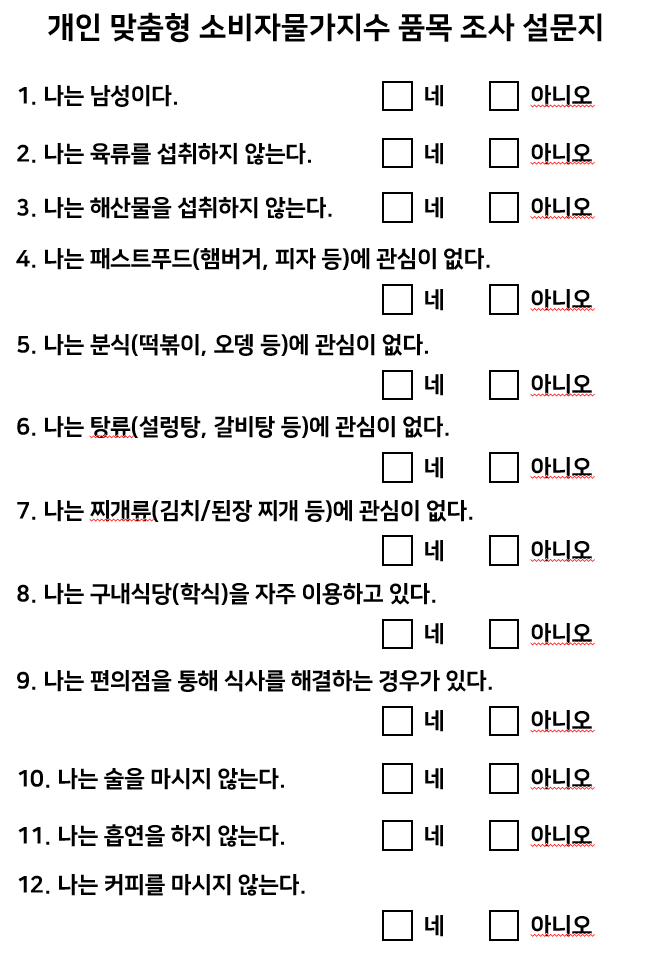 개인 맞춤형 소비자물가지수 품목 조사 설문지
1. 나는 남성이다. 네 아니오
2. 나는 육류를 섭취하지 않는다. 네 아니오
3. 나는 해산물을 섭취하지 않는다. 네 아니오
4. 나는 패스트푸드(햄버거, 피자 등)에 관심이 없다.
네 아니오
5. 나는 분식(떡볶이, 오뎅 등)에 관심이 없다.
네 아니오
6. 나는 탕류(설렁탕, 갈비탕 등)에 관심이 없다.
네 아니오
7. 나는 찌개류(김치/된장 찌개 등)에 관심이 없다.
네 아니오
8. 나는 구내식당(학식)을 자주 이용하고 있다.
네 아니오
9. 나는 편의점을 통해 식사를 해결하는 경우가 있다.
네 아니오
10. 나는 술을 마시지 않는다. 네 아니오
11. 나는 흡연을 하지 않는다. 네 아니오
12. 나는 커피를 마시지 않는다.
네 아니오